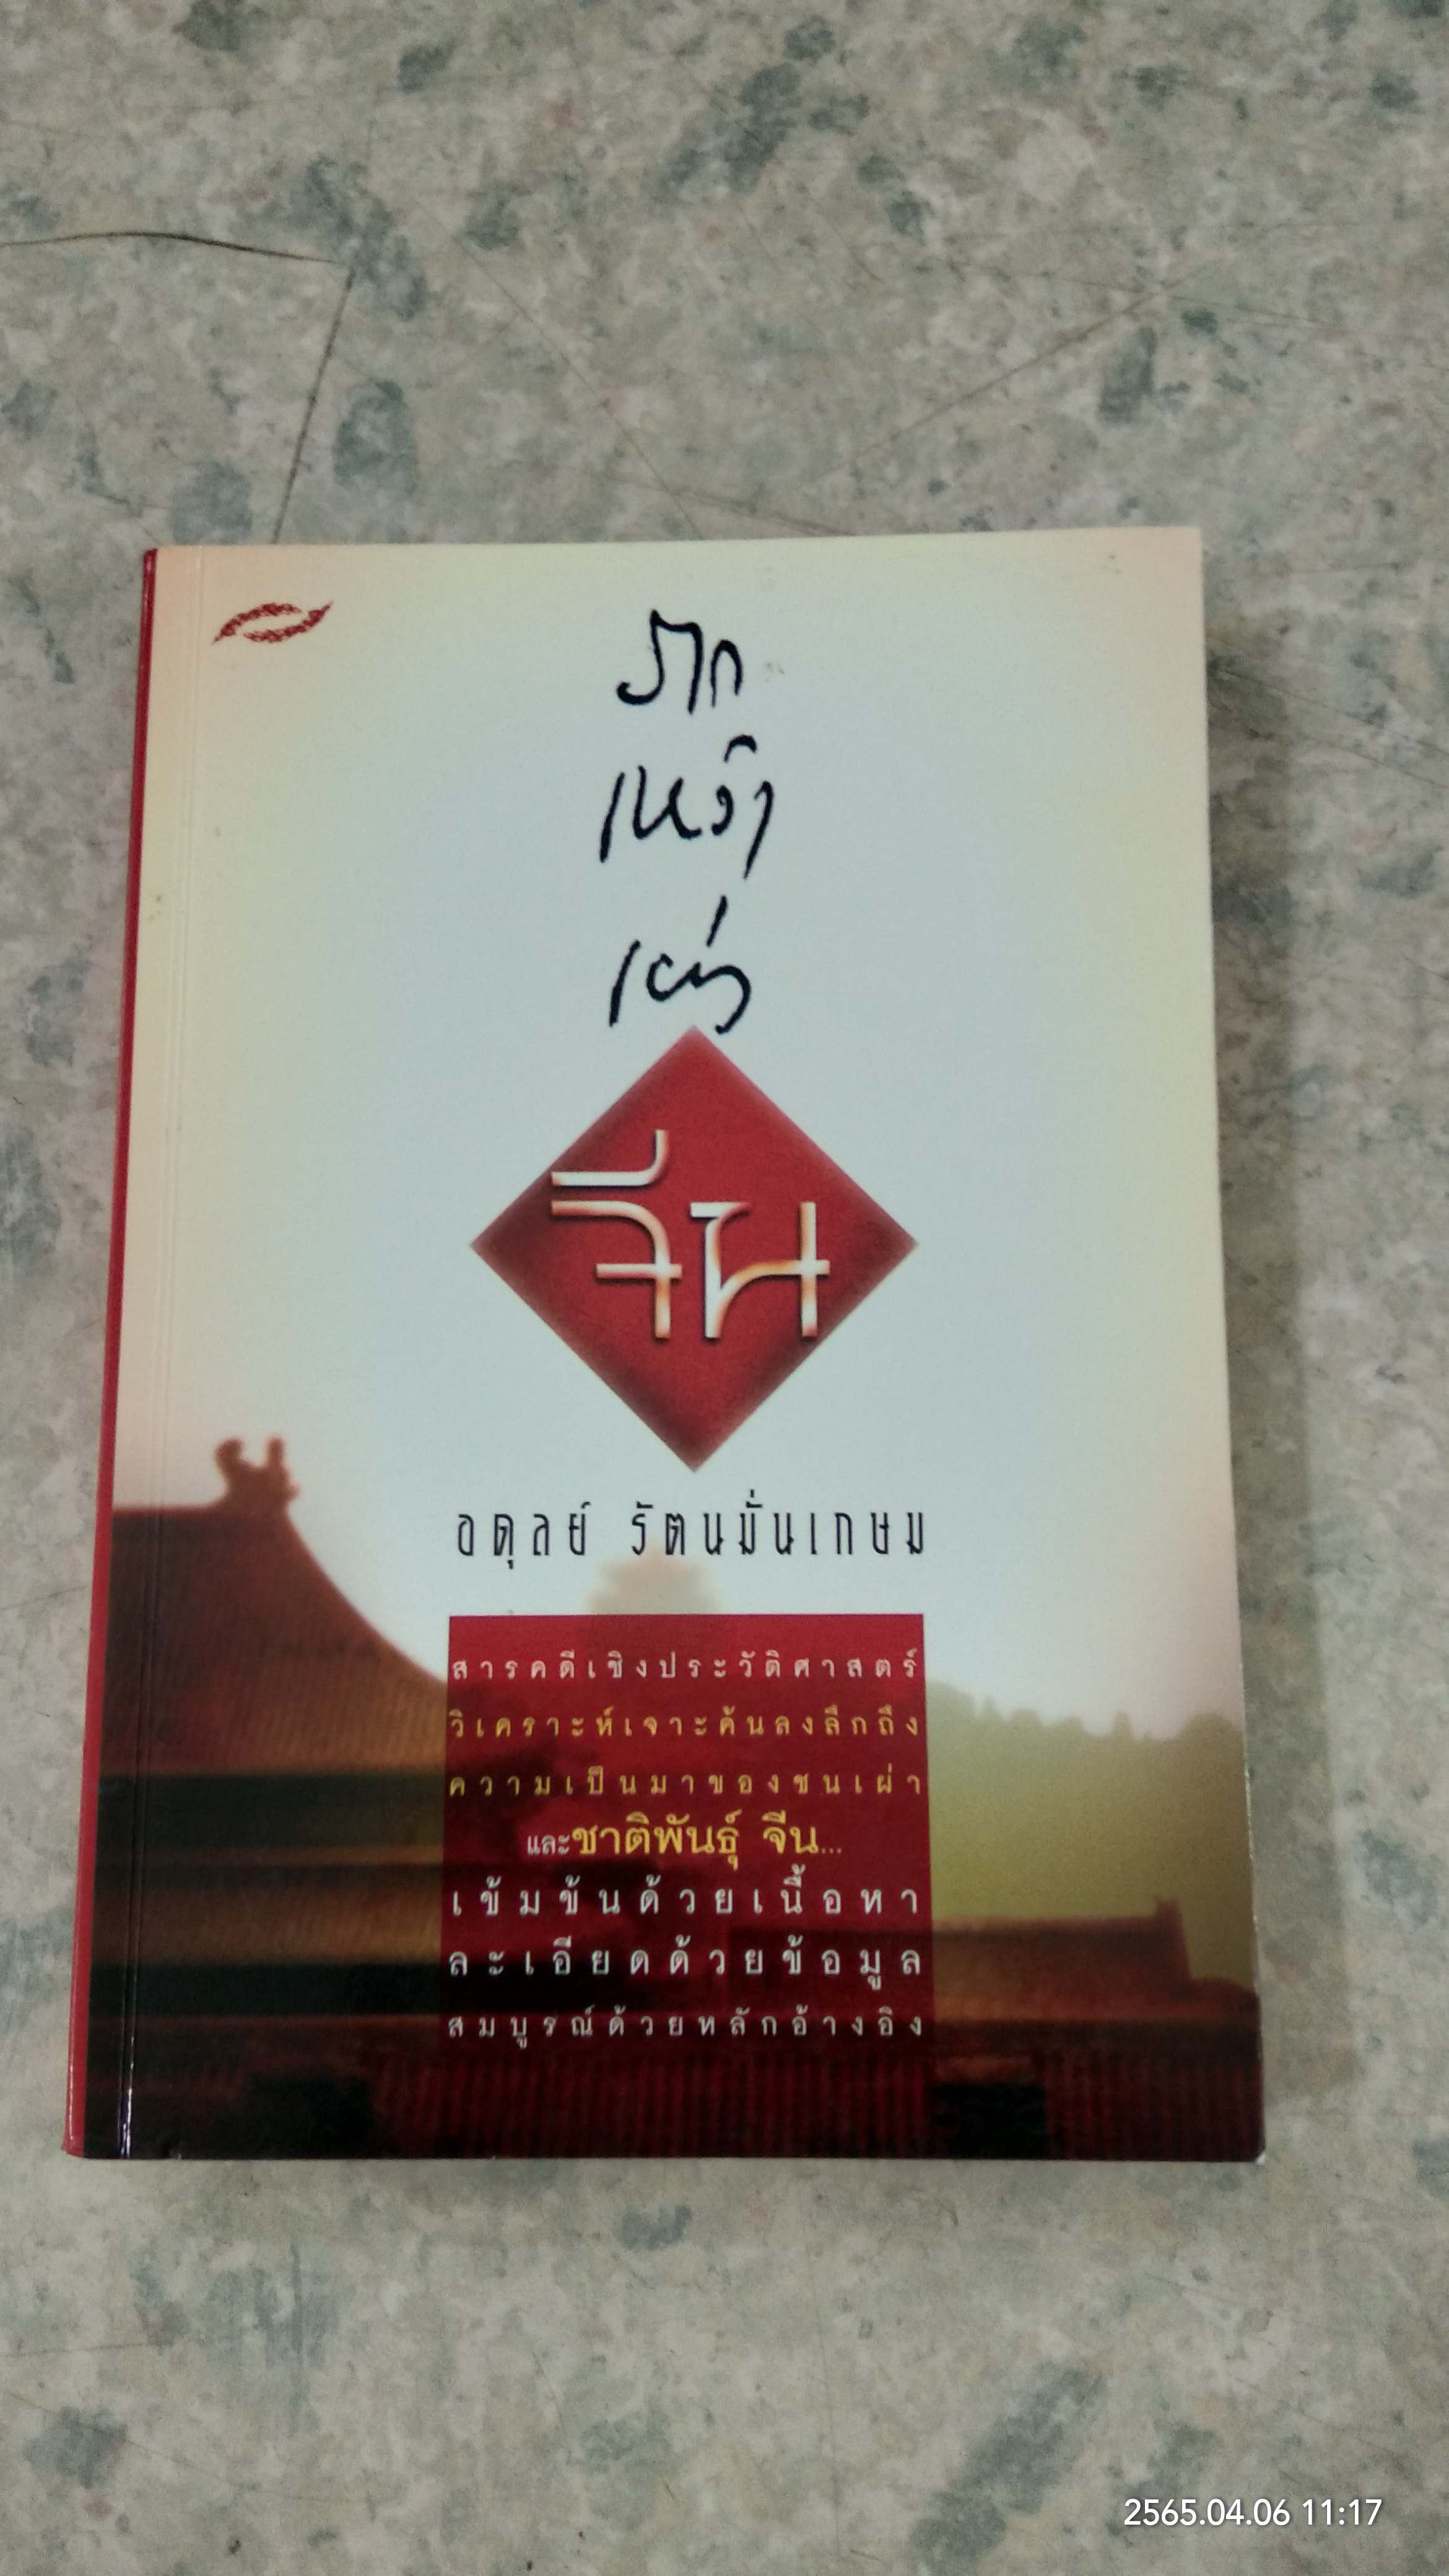 ราก
เหง้า
เผ่า
จีน
อดุลย์ รัตนมั่นเกษม
สารคดีเชิงประวัติศาสตร์
วิเคราะห์เจาะค้นลงลึกถึง
ความเป็นมาของชนเผ่า
และชาติพันธุ์ จีน...
เข้มข้นด้วยเนื้อหา
ละเอียดด้วยข้อมูล
สมบูรณ์ด้วยหลักอ้างอิง
2565.04.06 11:17